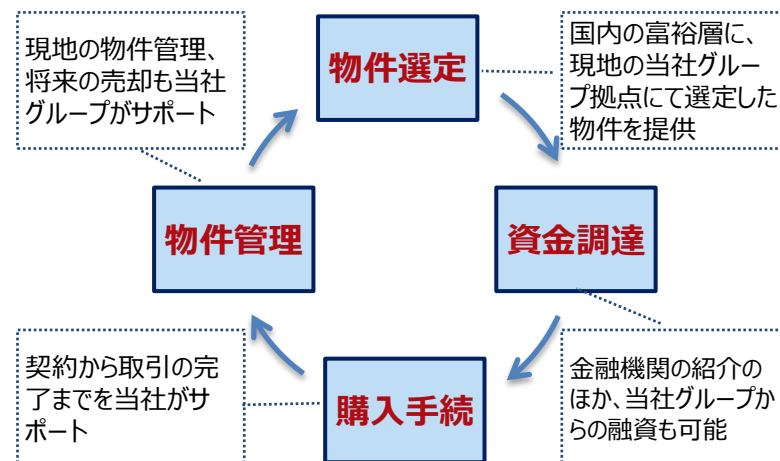 現地の物件管理、
将来の売却も当社
グループがサポート
物件選定
国内の富裕層に、
現地の当社グルー
プ拠点にて選定した
物件を提供
物件管理
資金調達
契約から取引の完
了までを当社がサ
ポート
購入手続
金融機関の紹介の
ほか、当社グループか
らの融資も可能